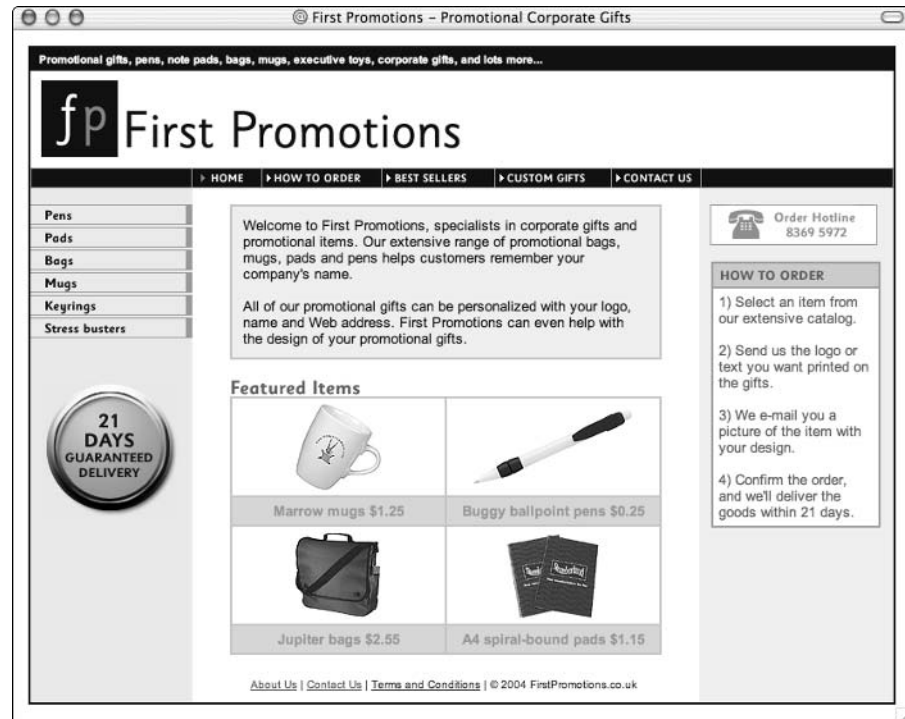 First Promotions – Promotional Corporate Gifts
Promotional gifts, pens, note pads, bags, mugs, executive toys, corporate gifts, and lots more...
fp First Promotions
HOME HOW TO ORDER BEST SELLERS CUSTOM GIFTS CONTACT US
Pens
Pads
Bags
Mugs
Keyrings
Stress busters
21
DAYS
GUARANTEED
DELIVERY
Welcome to First Promotions, specialists in corporate gifts and
promotional items. Our extensive range of promotional bags,
mugs, pads and pens helps customers remember your
company's name.
All of our promotional gifts can be personalized with your logo,
name and Web address. First Promotions can even help with
the design of your promotional gifts.
Featured Items
Marrow mugs $1.25
Buggy ballpoint pens $0.25
Jupiter bags $2.55
A4 spiral-bound pads $1.15
Order Hotline
8369 5972
HOW TO ORDER
1) Select an item from
our extensive catalog.
2) Send us the logo or
text you want printed on
the gifts.
3) We e-mail you a
picture of the item with
your design.
4) Confirm the order,
and we'll deliver the
goods within 21 days.
About Us | Contact Us | Terms and Conditions | © 2004 FirstPromotions.co.uk